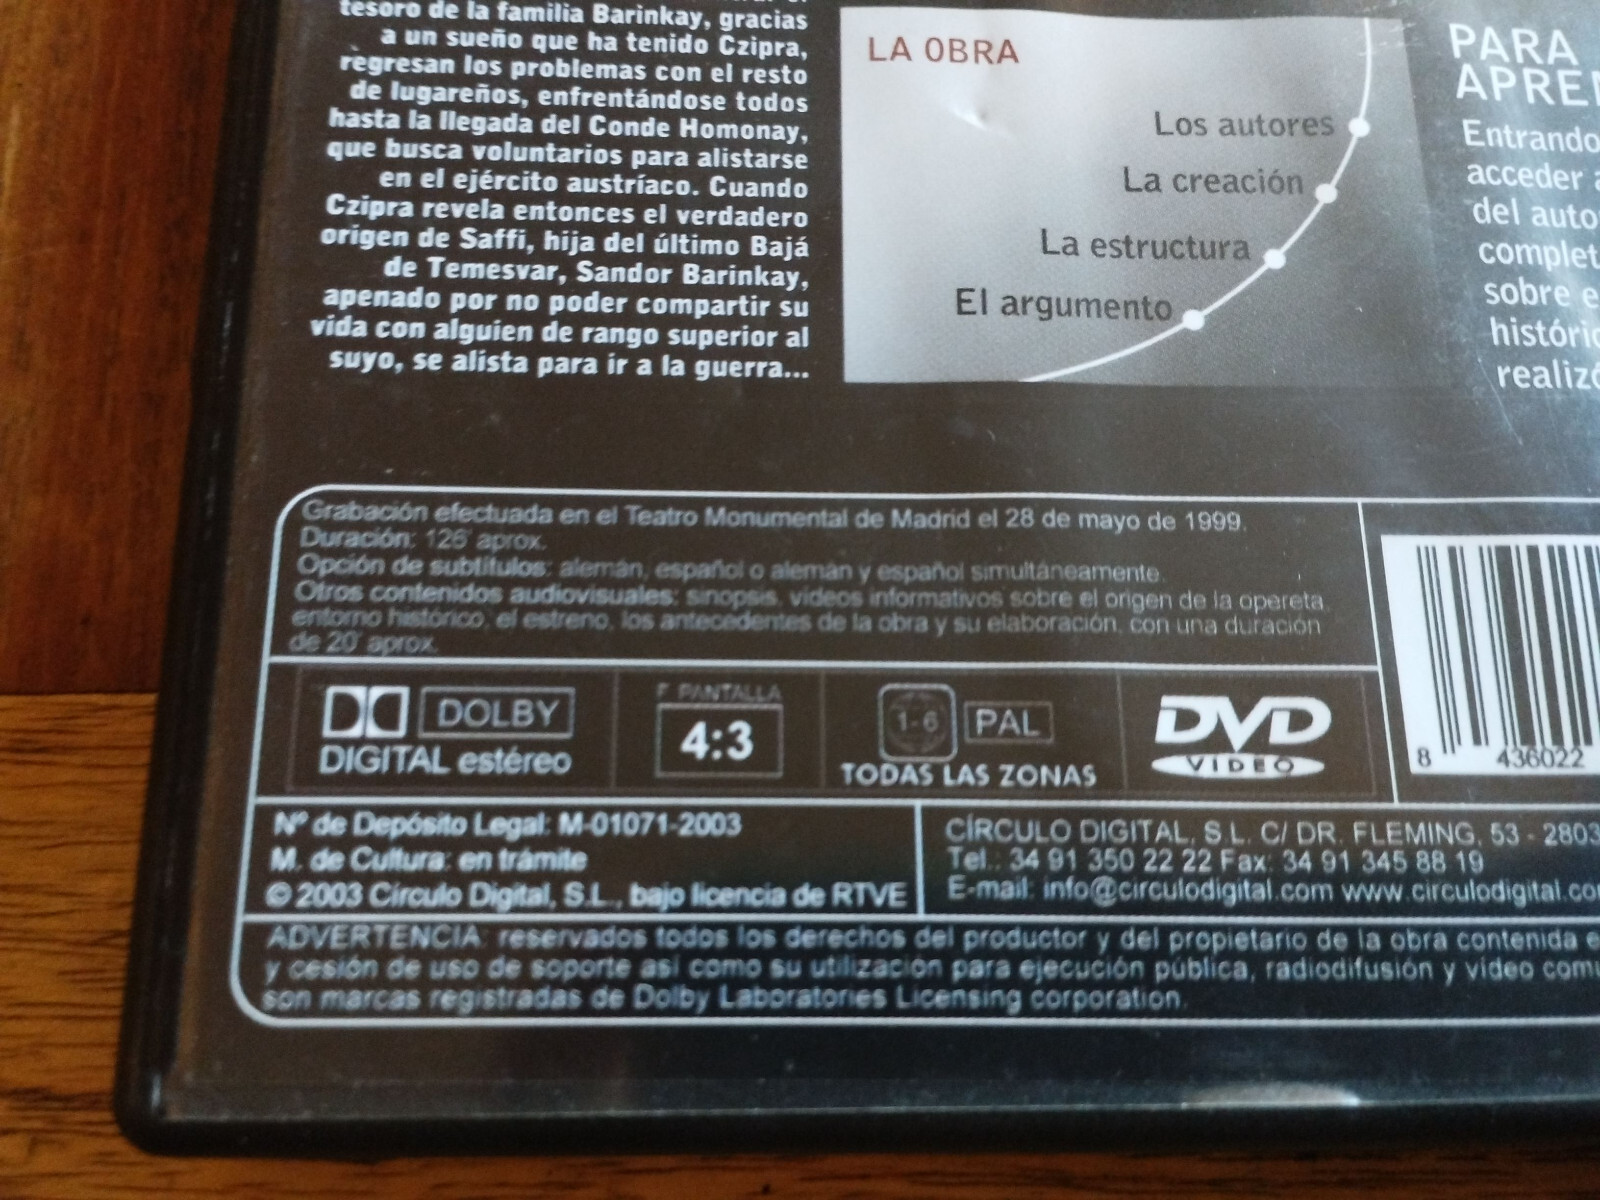 tesoro de la familia Barinkay, gracias
a un sueño que ha tenido Czipra,
regresan los problemas con el resto
de lugareños, enfrentándose todos
hasta la llegada del Conde Homonay,
que busca voluntarios para alistarse
en el ejército austríaco. Cuando
Czipra revela entonces el verdadero
origen de Saffi, hija del último Bajá
de Temesvar, Sandor Barinkay,
apenado por no poder compartir su
vida con alguien de rango superior al
suyo, se alista para ir a la guerra...
LA OBRA
Los autores
La creación
La estructura
El argumento
PARA
APREN
Entrando
acceder a
del auto
complet
sobre e
históric
realizó
Grabación efectuada en el Teatro Monumental de Madrid el 28 de mayo de 1999.
Duración: 126' aprox.
Opción de subtítulos: alemán, español o alemán y español simultáneamente.
Otros contenidos audiovisuales: sinopsis, videos informativos sobre el origen de la opereta,
entorno histórico, el estreno, los antecedentes de la obra y su elaboración, con una duración
de 20' aprox.
DOLBY
DIGITAL estéreo
F. PANTALLA
4:3
1-6 PAL
TODAS LAS ZONAS
DVD
VIDEO
8 436022
Nº de Depósito Legal: M-01071-2003
M. de Cultura: en trámite
© 2003 Círculo Digital, S.L., bajo licencia de RTVE
CÍRCULO DIGITAL, S.L. C/ DR. FLEMING, 53 - 2803
Tel.: 34 91 350 22 22 Fax: 34 91 345 88 19
E-mail: info@circulodigital.com www.circulodigital.co
ADVERTENCIA: reservados todos los derechos del productor y del propietario de la obra contenida e
y cesión de uso de soporte así como su utilización para ejecución pública, radiodifusión y vídeo comu
son marcas registradas de Dolby Laboratories Licensing corporation.